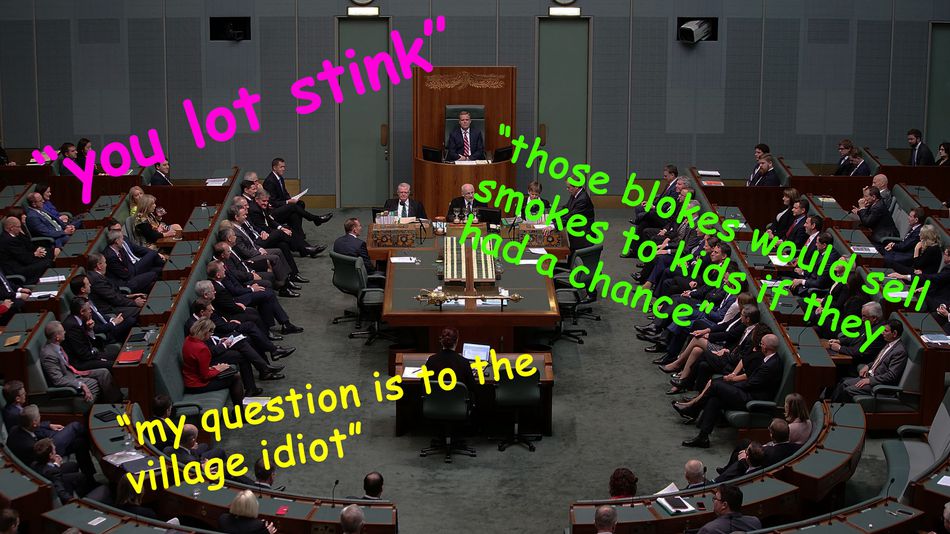 “you lot stink”
“those blokes would sell
smokes to kids if they
had a chance”
“my question is to the
village idiot”